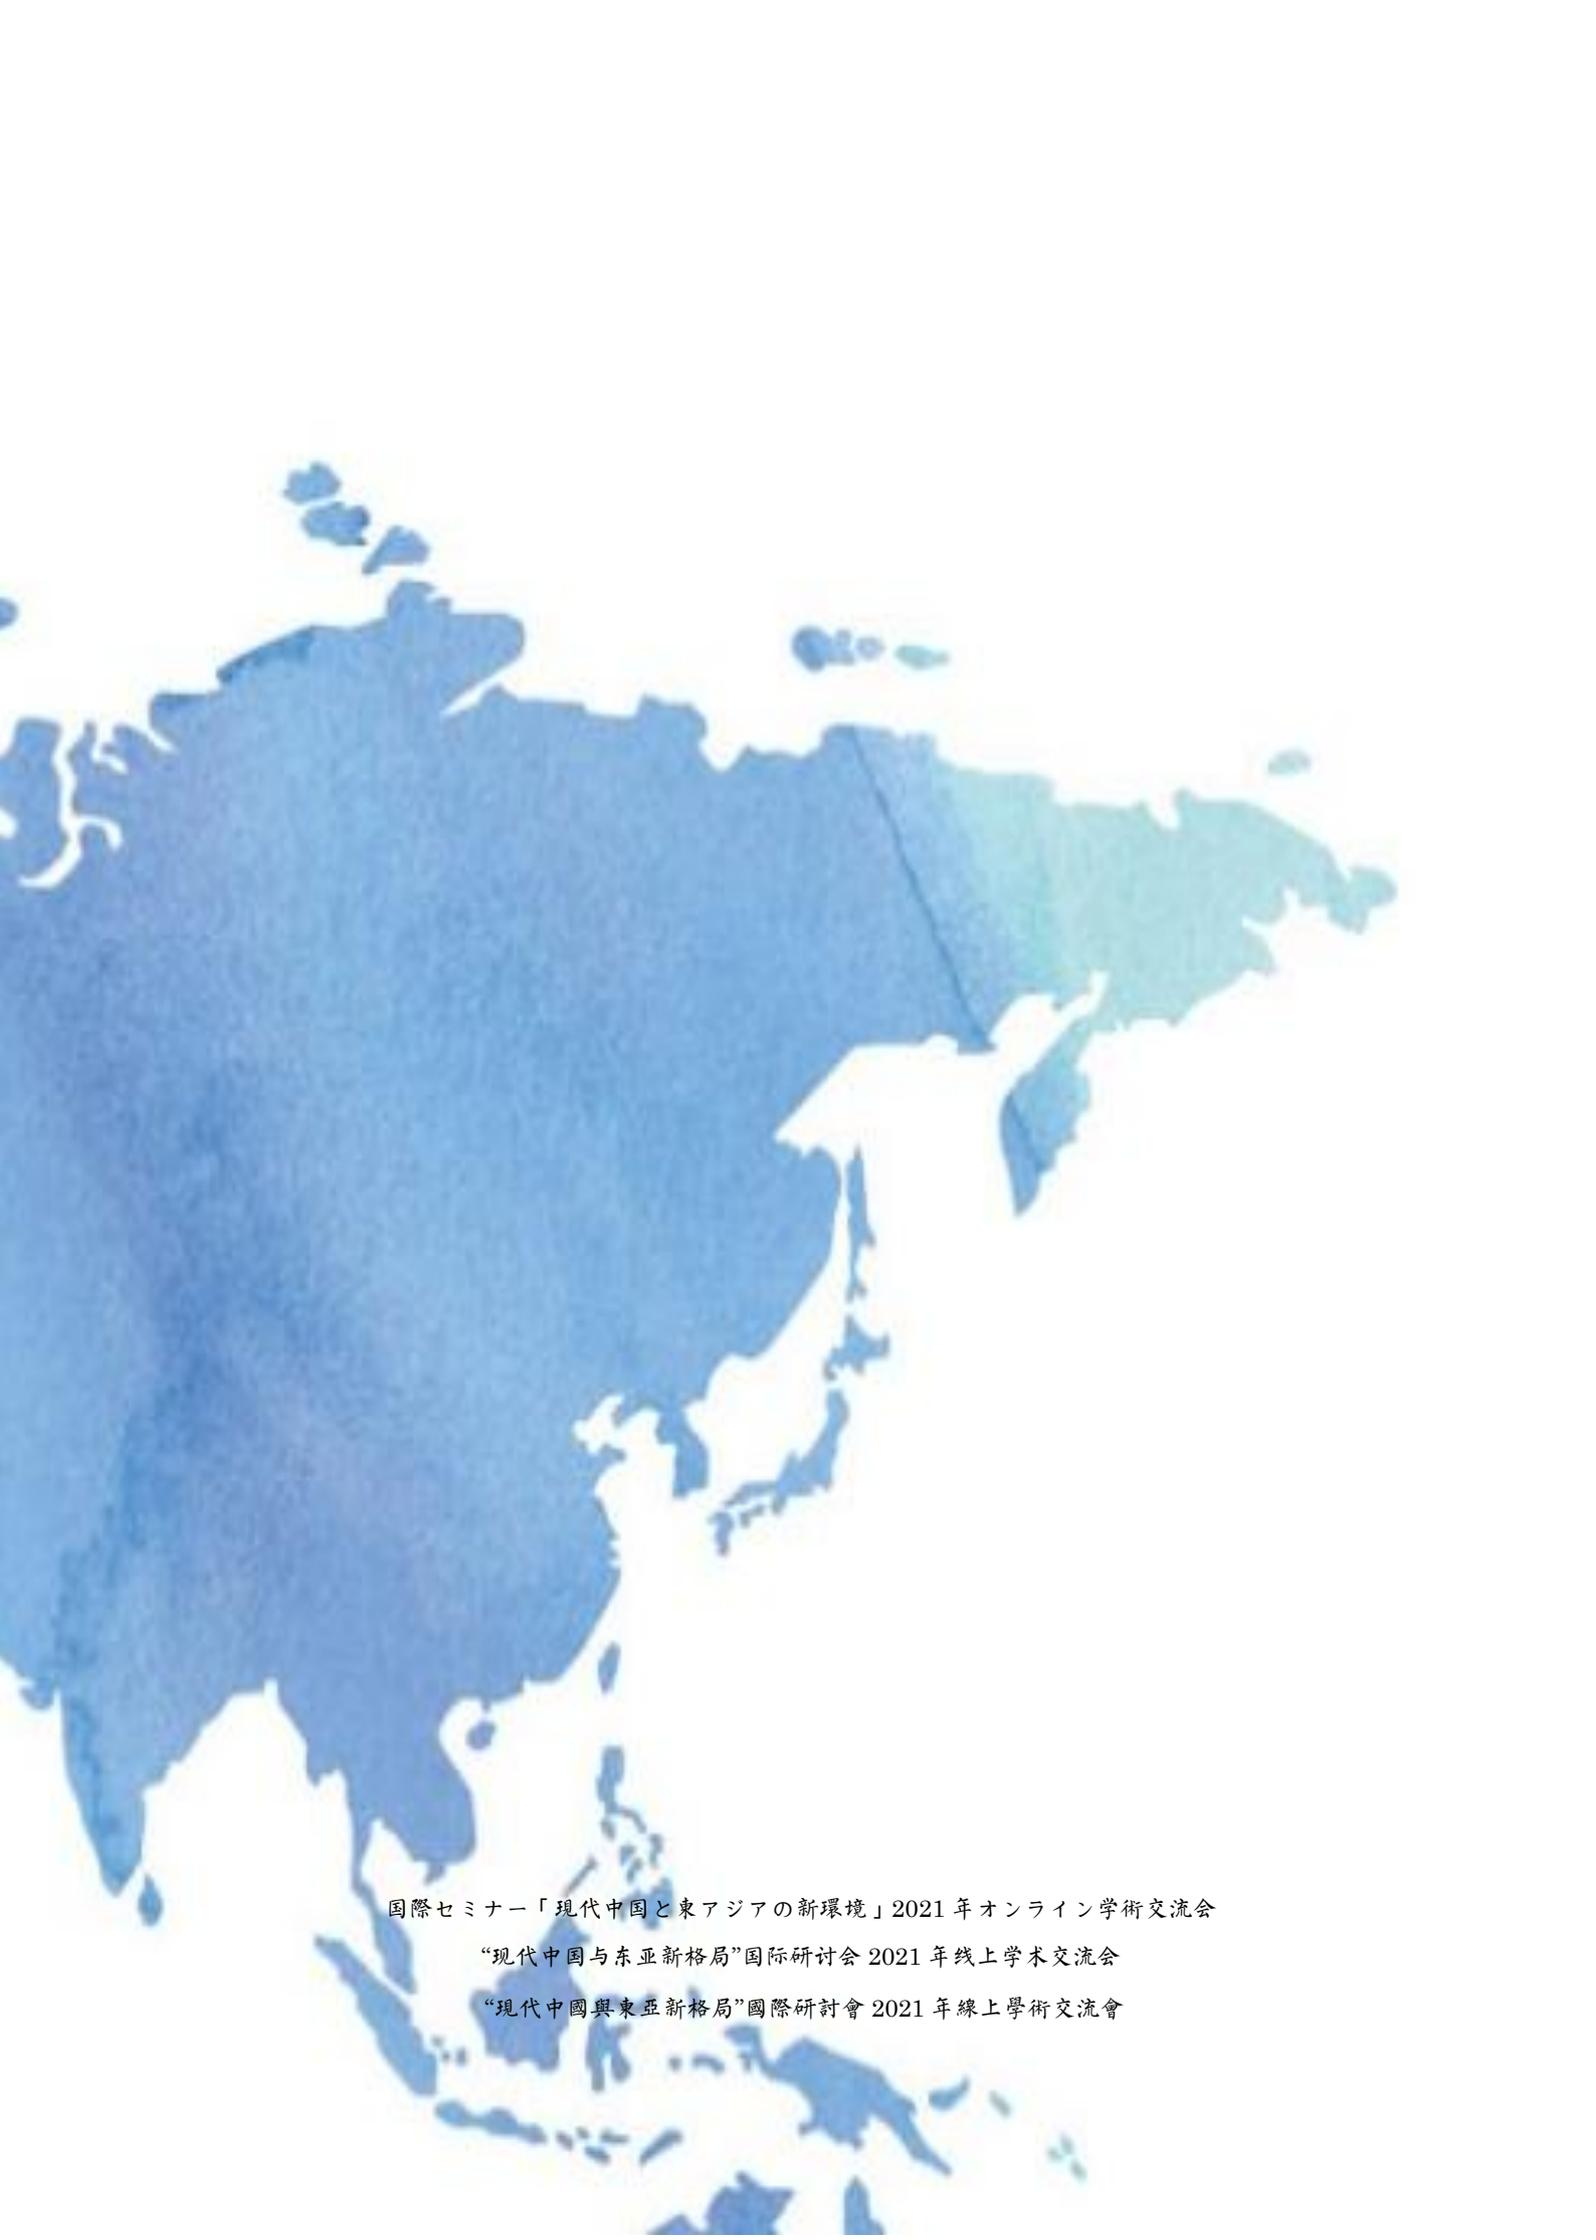 国際セミナー「現代中国と東アジアの新環境」2021 年オンライン学術交流会
“现代中国与东亚新格局”国际研讨会 2021 年线上学术交流会
“現代中國與東亞新格局”國際研討會 2021 年線上學術交流會